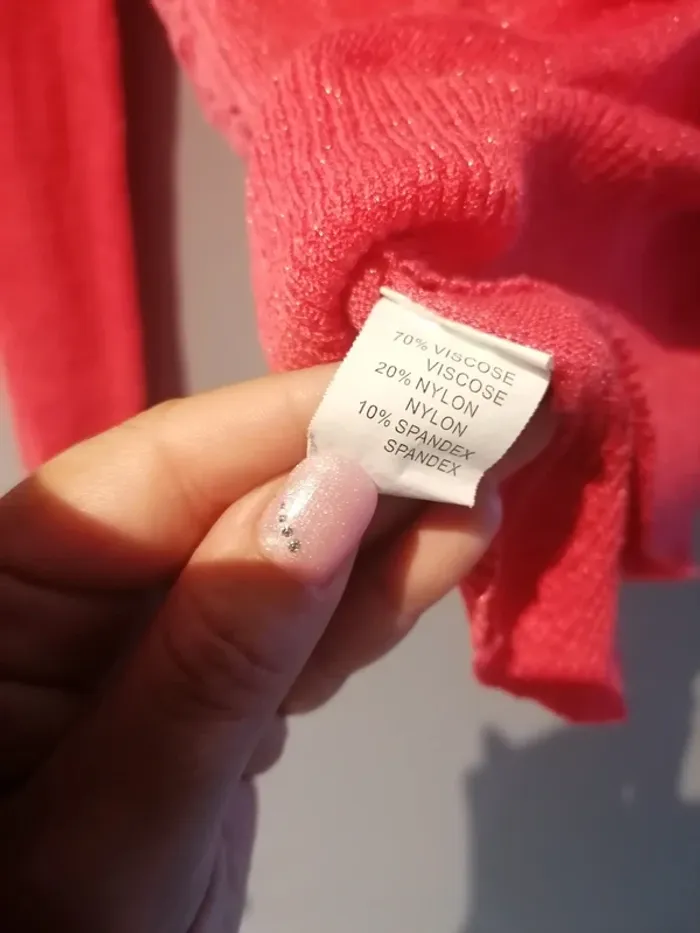 70% VISCOSE
VISCOSE
20% NYLON
NYLON
10% SPANDEX
SPANDEX